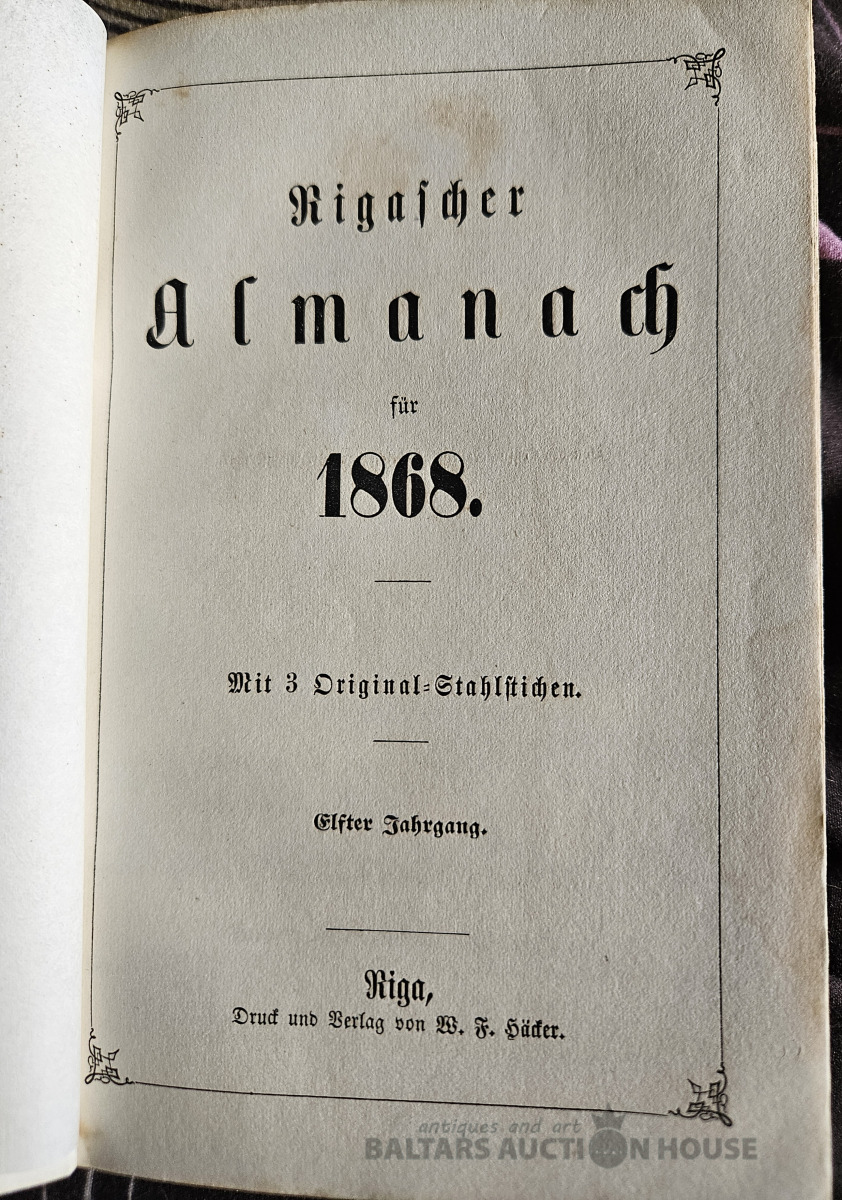 Rigaſcher
Almanach
für
1868.
Mit 3 Original-Stahlſtichen.
Elfter Jahrgang.
Riga,
Druck und Verlag von W. F. Häcker.
antiques and art
BALTARS AUCTION HOUSE